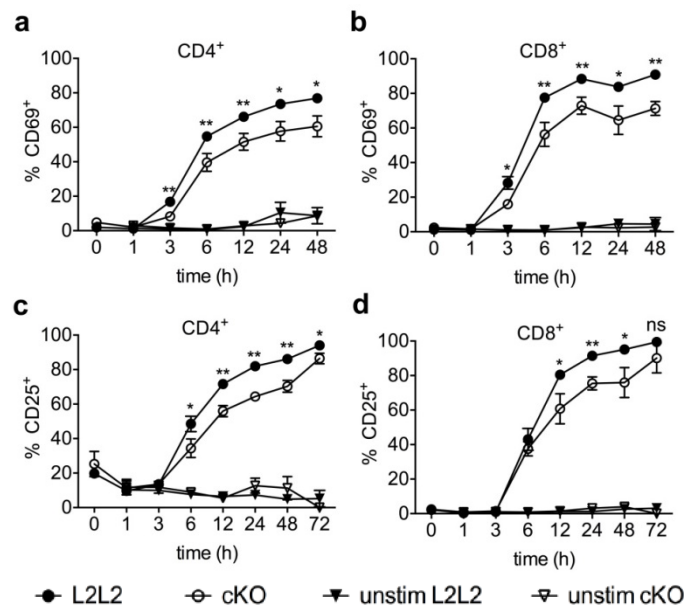 a
CD4+
% CD69+
100
80
60
40
20
0
** ** ** * *
0 1 3 6 12 24 48
time (h)
b
CD8+
% CD69+
100
80
60
40
20
0
* ** ** * **
0 1 3 6 12 24 48
time (h)
c
CD4+
% CD25+
100
80
60
40
20
0
* ** ** ** *
0 1 3 6 12 24 48 72
time (h)
d
CD8+
% CD25+
100
80
60
40
20
0
* ** * ns
0 1 3 6 12 24 48 72
time (h)
L2L2 cKO unstim L2L2 unstim cKO